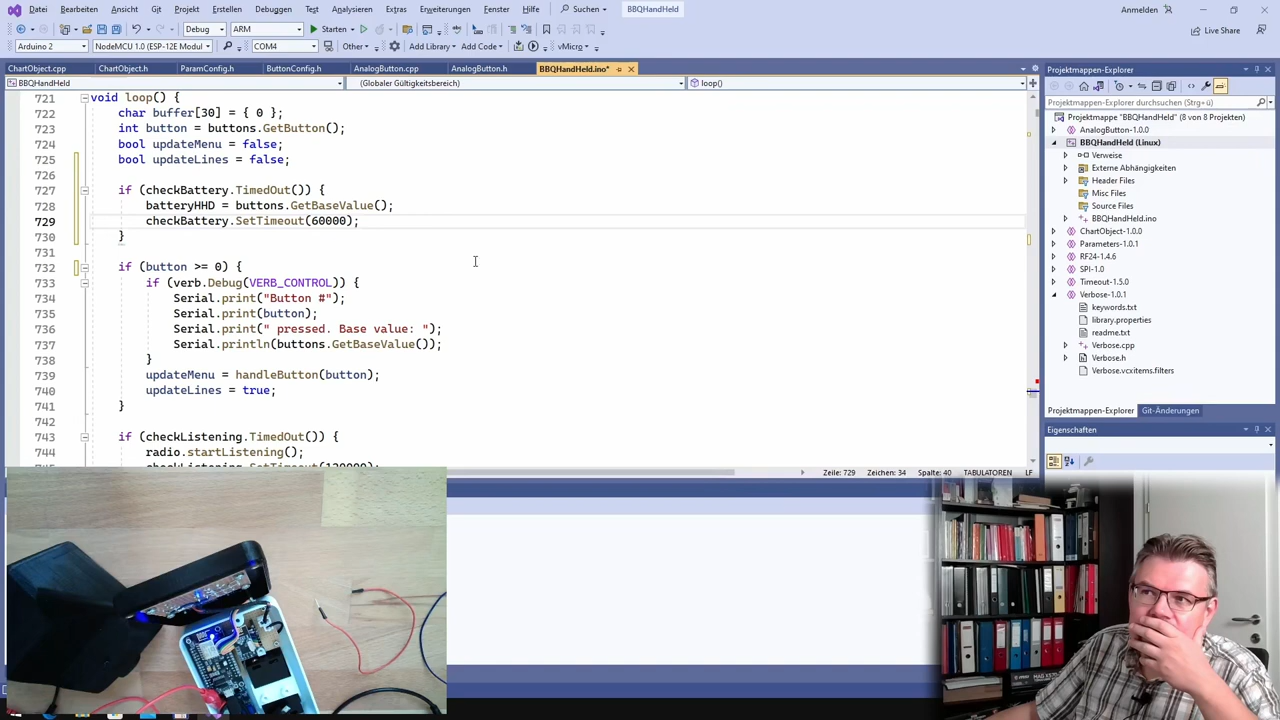 Datei Bearbeiten Ansicht Git Projekt Erstellen Debuggen Test Analysieren Extras Erweiterungen Fenster Hilfe Suchen BBQHandHeld Anmelden
Debug ARM Starten Live Share
Arduino 2 NodeMCU 1.0 (ESP-12E Modul) COM4 Other Add Library Add Code vMicro
ChartObject.cpp ChartObject.h ParamConfig.h ButtonConfig.h AnalogButton.cpp AnalogButton.h BBQHandHeld.ino*
BBQHandHeld (Globaler Gültigkeitsbereich) loop()
721 void loop() {
722 char buffer[30] = { 0 };
723 int button = buttons.GetButton();
724 bool updateMenu = false;
725 bool updateLines = false;
726
727 if (checkBattery.TimedOut()) {
728 batteryHHD = buttons.GetBaseValue();
729 checkBattery.SetTimeout(60000);
730 }
731
732 if (button >= 0) {
733 if (verb.Debug(VERB_CONTROL)) {
734 Serial.print("Button #");
735 Serial.print(button);
736 Serial.print(" pressed. Base value: ");
737 Serial.println(buttons.GetBaseValue());
738 }
739 updateMenu = handleButton(button);
740 updateLines = true;
741 }
742
743 if (checkListening.TimedOut()) {
744 radio.startListening();
Zeile: 729 Zeichen: 34 Spalte: 40 TABULATOREN LF
Projektmappen-Explorer
Projektmappen-Explorer durchsuchen (Strg+ü)
Projektmappe "BBQHandHeld" (8 von 8 Projekten)
AnalogButton-1.0.0
BBQHandHeld (Linux)
Verweise
Externe Abhängigkeiten
Header Files
Misc Files
Source Files
BBQHandHeld.ino
ChartObject-1.0.0
Parameters-1.0.1
RF24-1.4.6
SPI-1.0
Timeout-1.5.0
Verbose-1.0.1
keywords.txt
library.properties
readme.txt
Verbose.cpp
Verbose.h
Verbose.vcxitems.filters
Projektmappen-Explorer Git-Änderungen
Eigenschaften